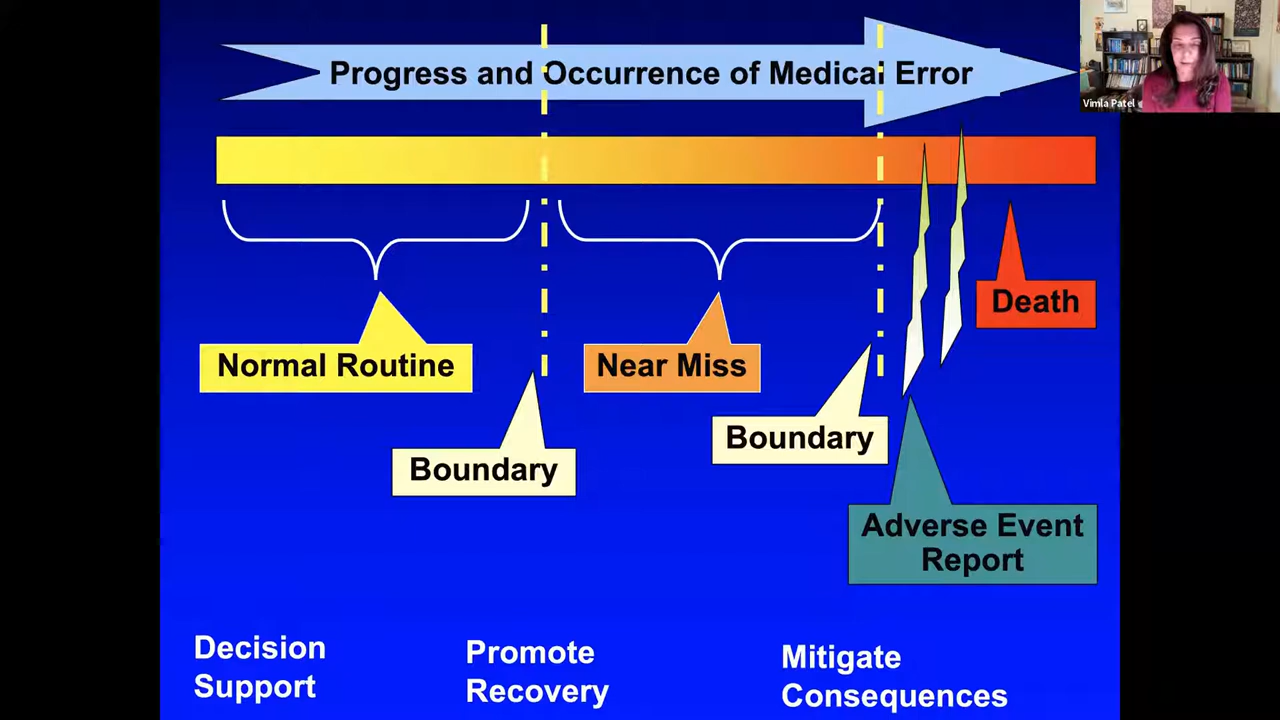 Progress and Occurrence of Medical Error
Vimla Patel
Death
Normal Routine
Near Miss
Boundary
Boundary
Adverse Event
Report
Decision
Support
Promote
Recovery
Mitigate
Consequences